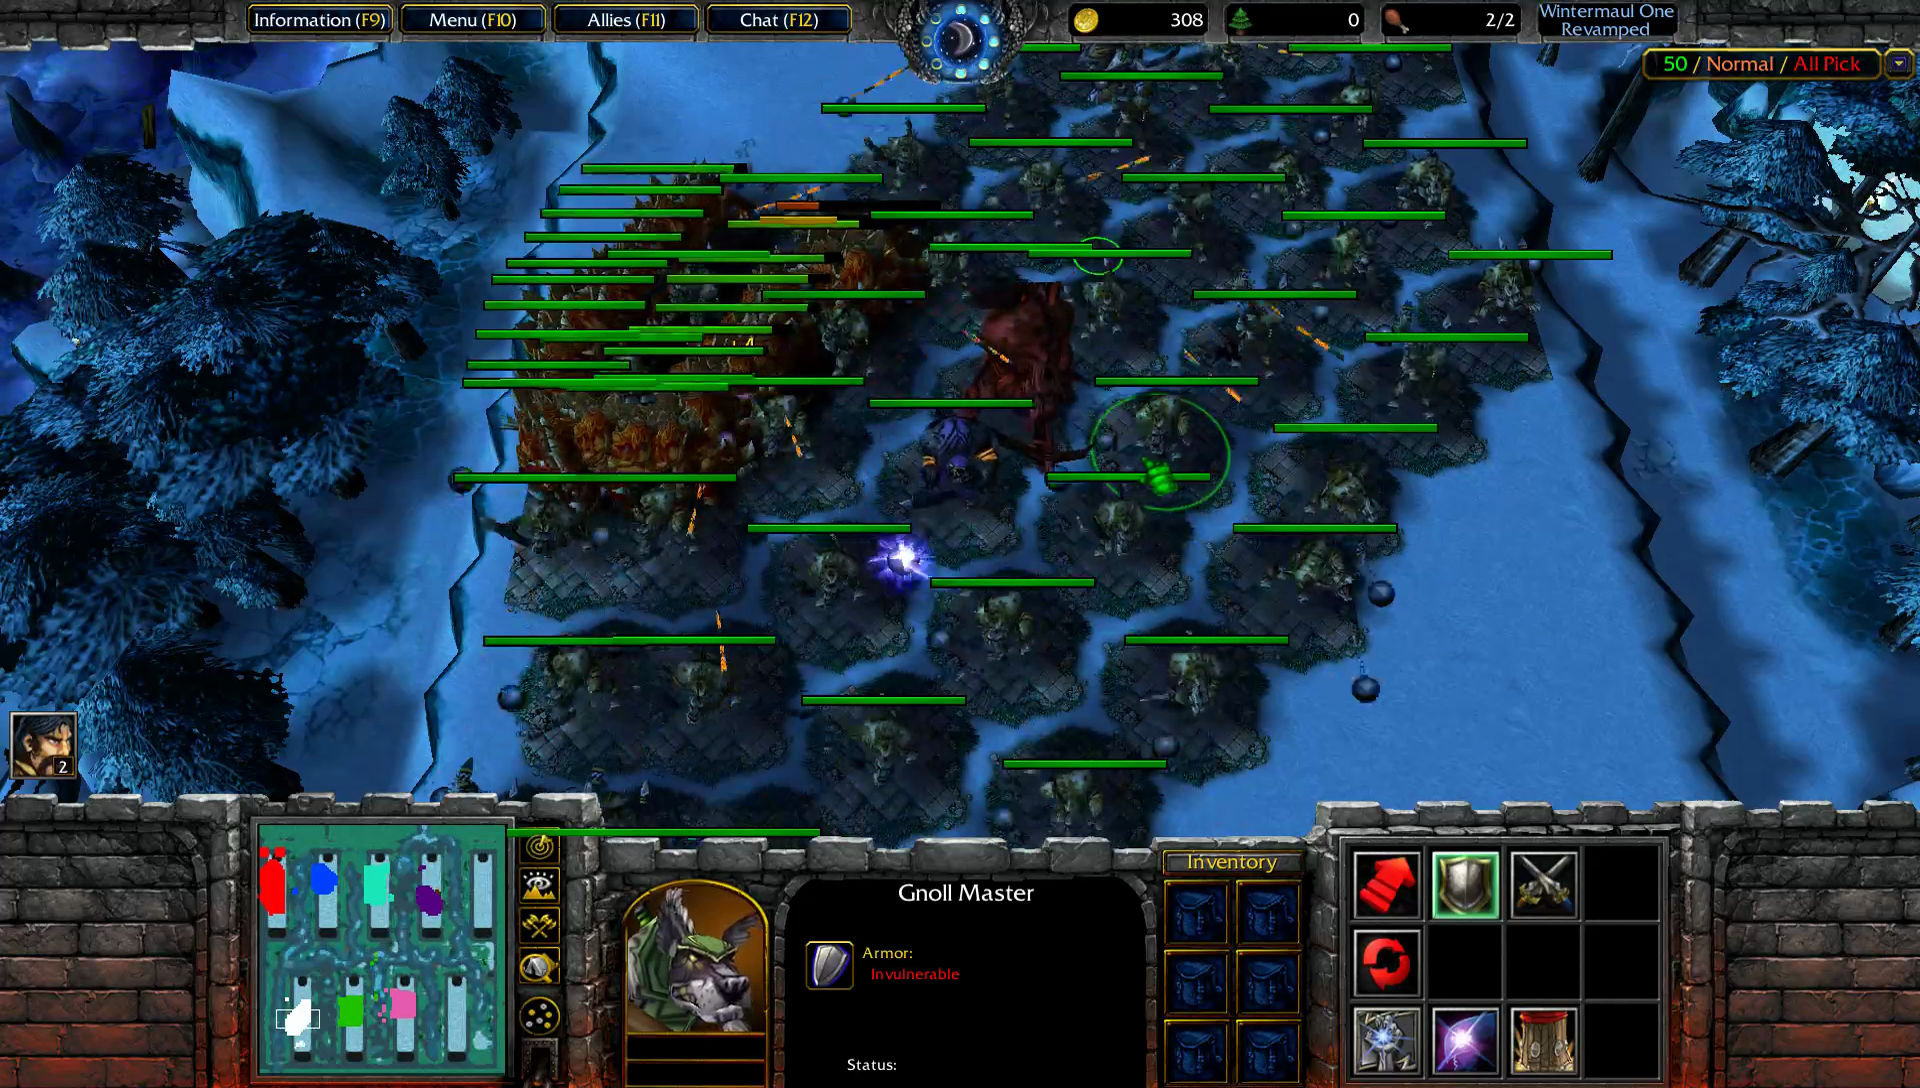 Information (F9)
Menu (F10)
Allies (F11)
Chat (F12)
308
0
2/2
Wintermaul One
Revamped
50 / Normal / All Pick
2
Gnoll Master
Armor:
Invulnerable
Status:
Inventory